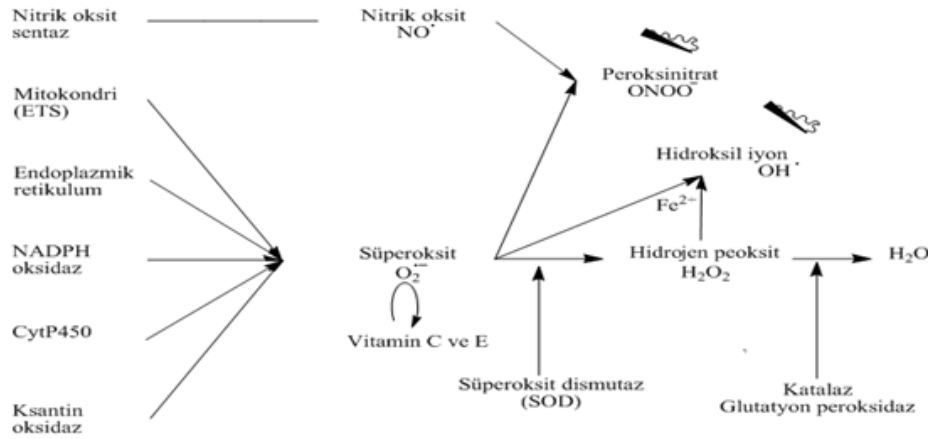 Nitrik oksit
sentaz
Nitrik oksit
NO˙
Peroksinitrat
ONOO⁻
Mitokondri
(ETS)
Hidroksil iyon
OH˙
Endoplazmik
retikulum
Fe²⁺
NADPH
oksidaz
Süperoksit
O₂˙⁻
Hidrojen peoksit
H₂O₂
H₂O
CytP450
Vitamin C ve E
Süperoksit dismutaz
(SOD)
Katalaz
Glutatyon peroksidaz
Ksantin
oksidaz